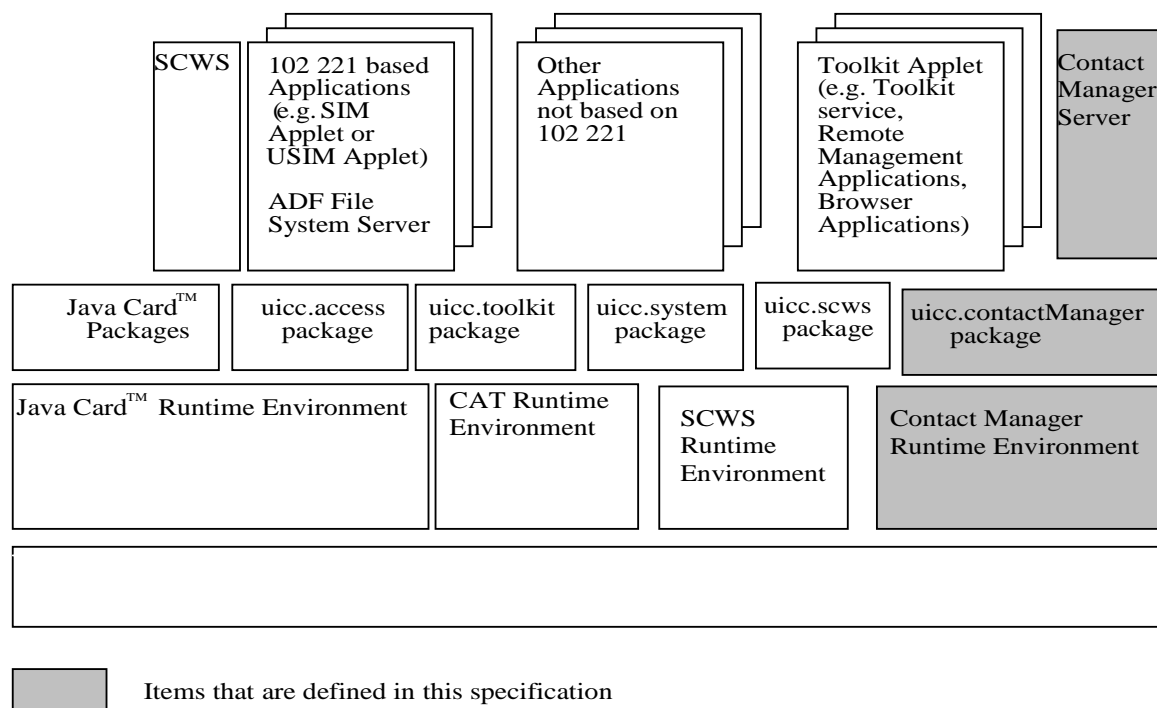 SCWS
102 221 based
Applications
(e.g. SIM
Applet or
USIM Applet)
ADF File
System Server
Other
Applications
not based on
102 221
Toolkit Applet
(e.g. Toolkit
service,
Remote
Management
Applications,
Browser
Applications)
Contact
Manager
Server
Java Card™
Packages
uicc.access
package
uicc.toolkit
package
uicc.system
package
uicc.scws
package
uicc.contactManager
package
Java Card™ Runtime Environment
CAT Runtime
Environment
SCWS
Runtime
Environment
Contact Manager
Runtime Environment
Items that are defined in this specification